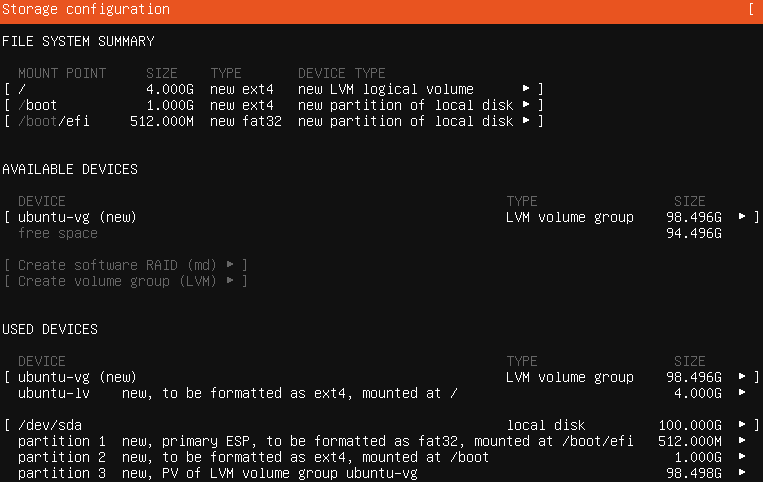 Storage configuration [
FILE SYSTEM SUMMARY
MOUNT POINT SIZE TYPE DEVICE TYPE
[ / 4.000G new ext4 new LVM logical volume ▸ ]
[ /boot 1.000G new ext4 new partition of local disk ▸ ]
[ /boot/efi 512.000M new fat32 new partition of local disk ▸ ]
AVAILABLE DEVICES
DEVICE TYPE SIZE
[ ubuntu-vg (new) LVM volume group 98.496G ▸ ]
free space 94.496G
[ Create software RAID (md) ▸ ]
[ Create volume group (LVM) ▸ ]
USED DEVICES
DEVICE TYPE SIZE
[ ubuntu-vg (new) LVM volume group 98.496G ▸ ]
ubuntu-lv new, to be formatted as ext4, mounted at / 4.000G ▸
[ /dev/sda local disk 100.000G ▸ ]
partition 1 new, primary ESP, to be formatted as fat32, mounted at /boot/efi 512.000M ▸
partition 2 new, to be formatted as ext4, mounted at /boot 1.000G ▸
partition 3 new, PV of LVM volume group ubuntu-vg 98.498G ▸